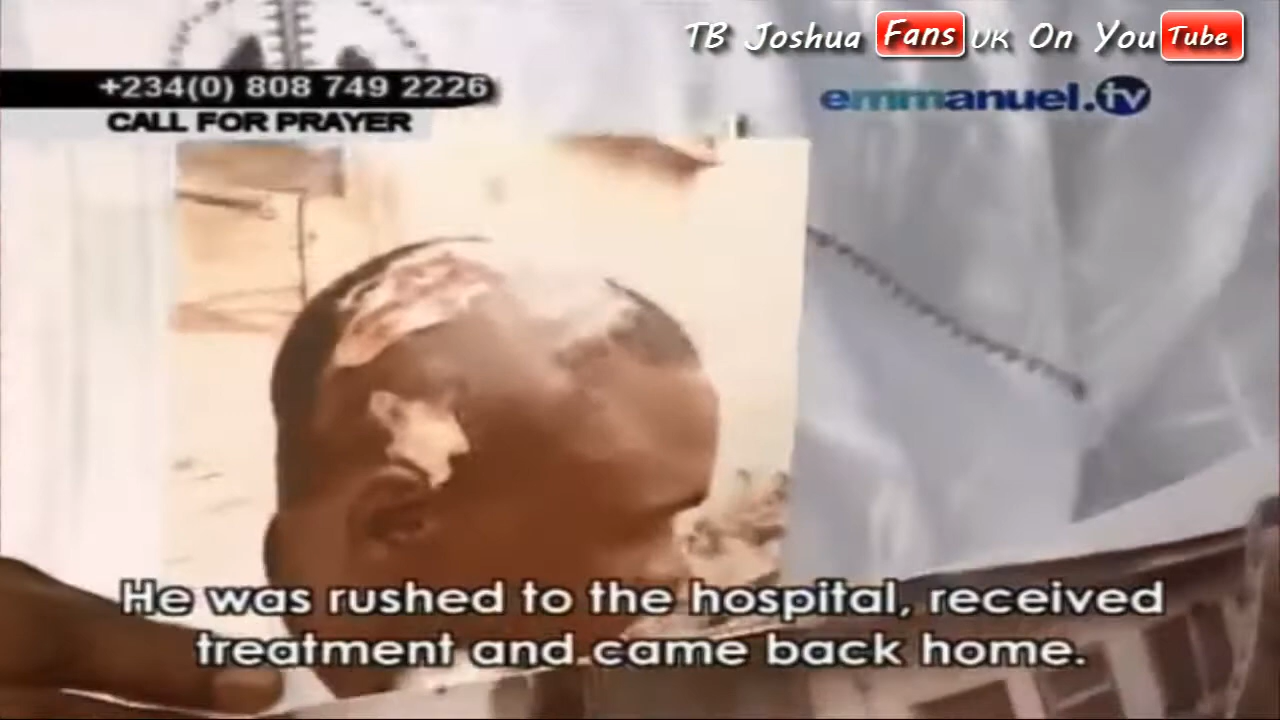 TB Joshua Fans UK On YouTube
+234(0) 808 749 2226
emmanuel.tv
CALL FOR PRAYER
He was rushed to the hospital, received
treatment and came back home.